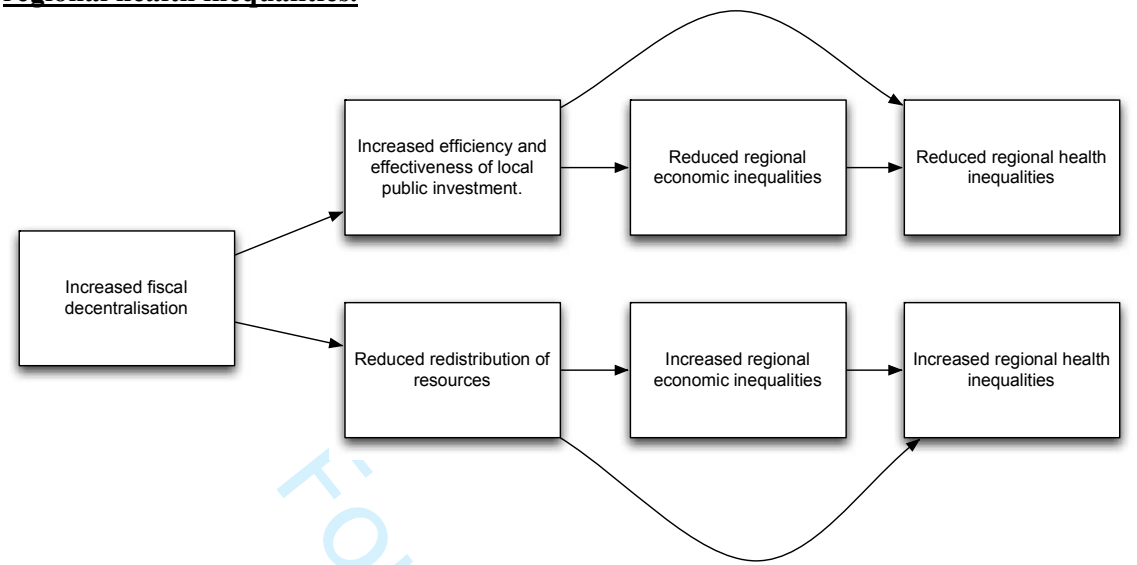 regional health inequalities.
Increased efficiency and
effectiveness of local
public investment.
Reduced regional
economic inequalities
Reduced regional health
inequalities
Increased fiscal
decentralisation
Reduced redistribution of
resources
Increased regional
economic inequalities
Increased regional health
inequalities